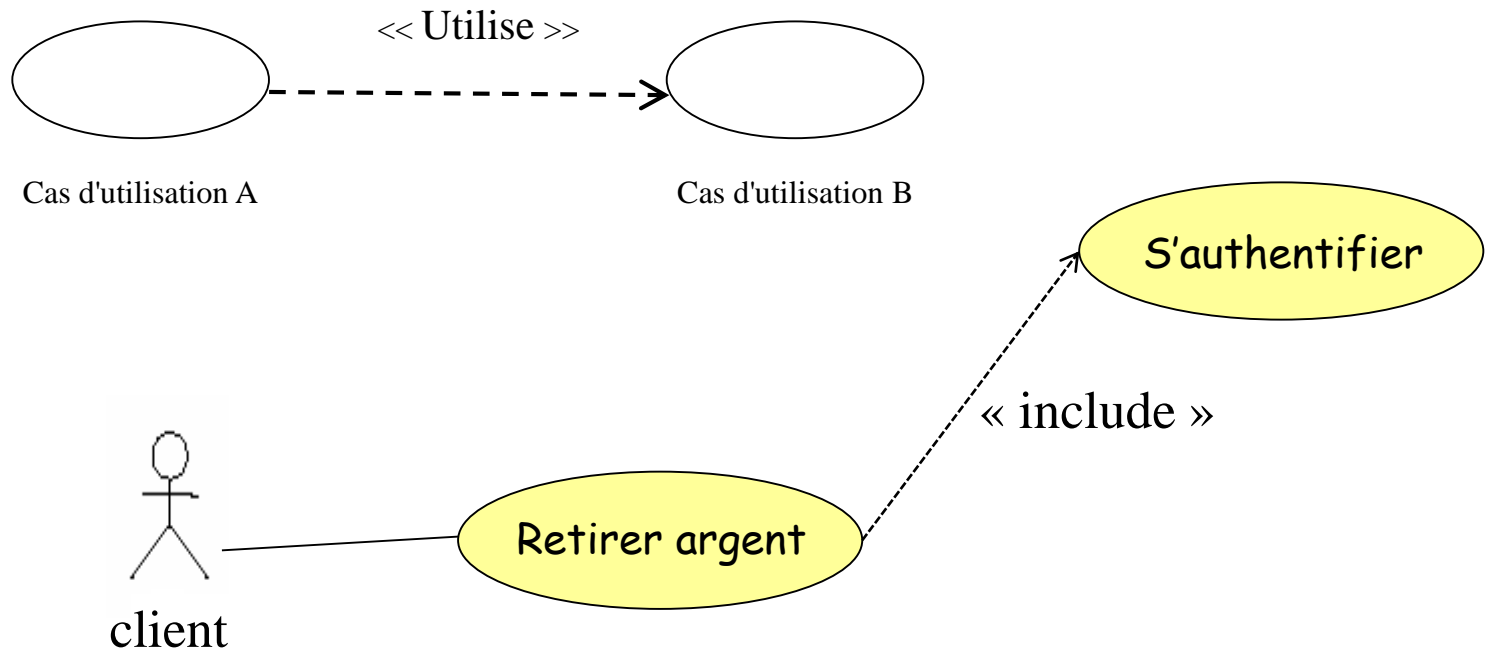 << Utilise >>
Cas d'utilisation A
Cas d'utilisation B
S’authentifier
« include »
Retirer argent
client